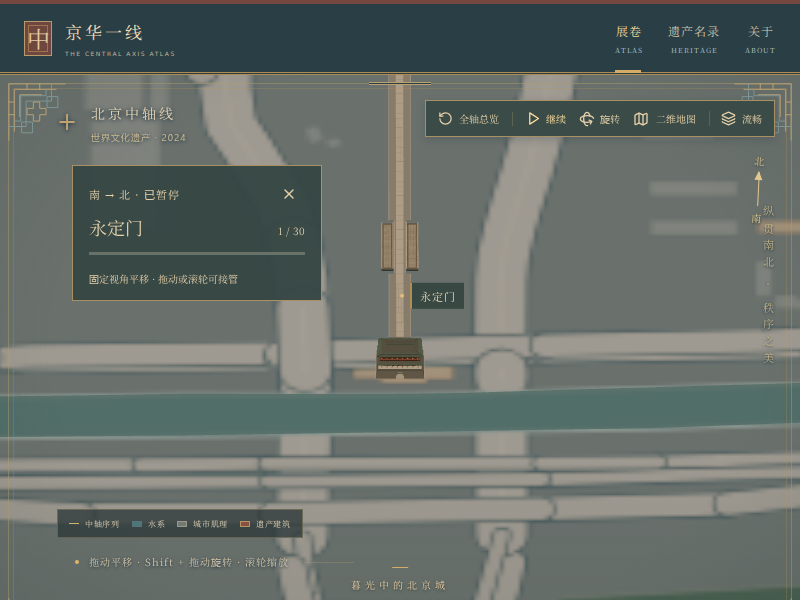 中
京华一线
THE CENTRAL AXIS ATLAS
展卷
ATLAS
遗产名录
HERITAGE
关于
ABOUT
北京中轴线
世界文化遗产 · 2024
全轴总览
继续
旋转
二维地图
流畅
南 → 北 · 已暂停
永定门
1 / 30
固定视角平移 · 拖动或滚轮可接管
北
南
纵贯南北 · 秩序之美
永定门
中轴序列
水系
城市肌理
遗产建筑
拖动平移 · Shift + 拖动旋转 · 滚轮缩放
暮光中的北京城